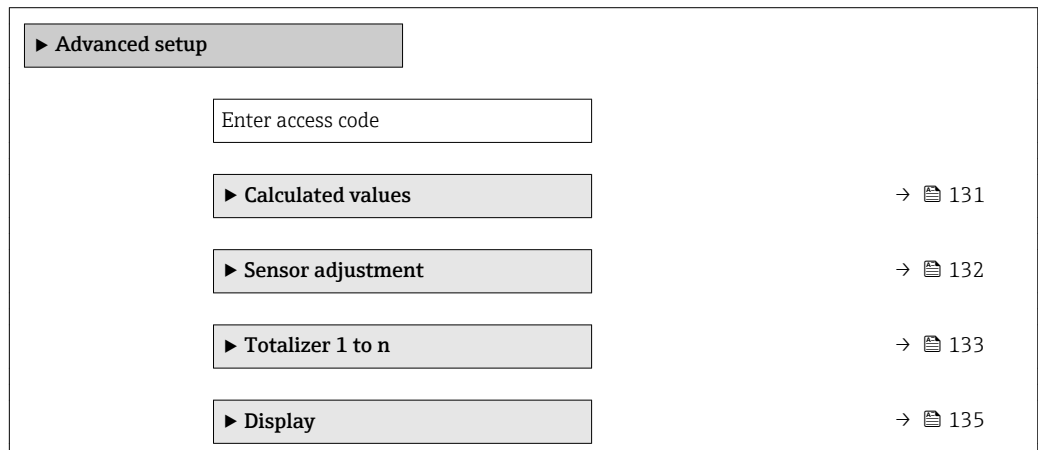 ▶ Advanced setup
Enter access code
▶ Calculated values → 131
▶ Sensor adjustment → 132
▶ Totalizer 1 to n → 133
▶ Display → 135